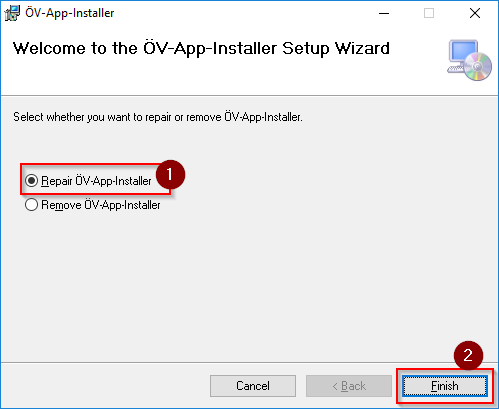 ÖV-App-Installer
Welcome to the ÖV-App-Installer Setup Wizard
Select whether you want to repair or remove ÖV-App-Installer.
Repair ÖV-App-Installer 1
Remove ÖV-App-Installer
2
Cancel < Back Finish